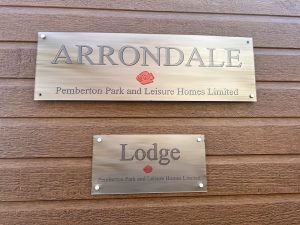 ARRONDALE
Pemberton Park and Leisure Homes Limited
Lodge
Pemberton Park and Leisure Homes Limited